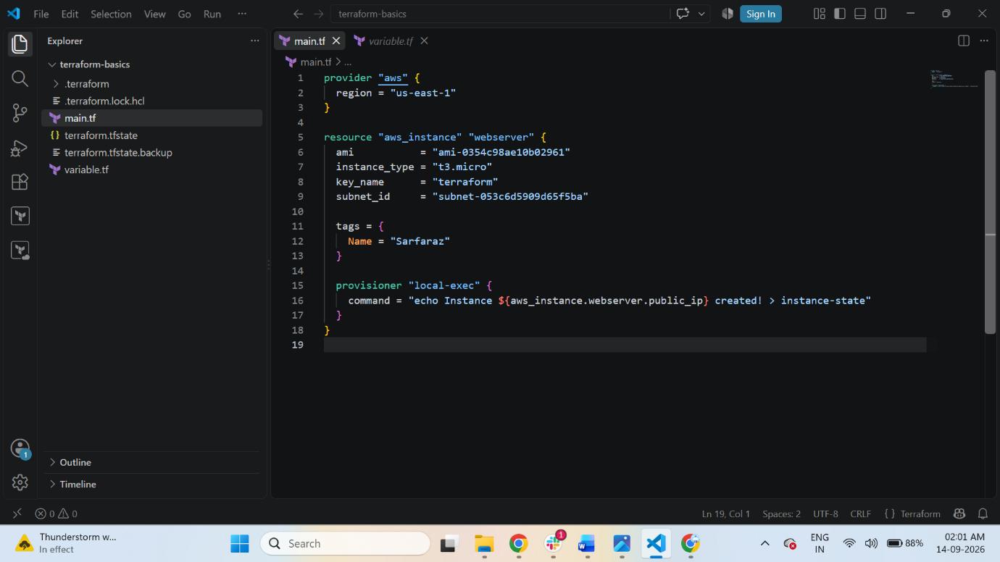 File Edit Selection View Go Run ··· terraform-basics Sign In
Explorer ···
terraform-basics
.terraform
.terraform.lock.hcl
main.tf
{} terraform.tfstate
terraform.tfstate.backup
variable.tf
Outline
Timeline
1
main.tf variable.tf
main.tf > ...
1 provider "aws" {
2 region = "us-east-1"
3 }
4
5 resource "aws_instance" "webserver" {
6 ami = "ami-0354c98ae10b02961"
7 instance_type = "t3.micro"
8 key_name = "terraform"
9 subnet_id = "subnet-053c6d5909d65f5ba"
10
11 tags = {
12 Name = "Sarfaraz"
13 }
14
15 provisioner "local-exec" {
16 command = "echo Instance ${aws_instance.webserver.public_ip} created! > instance-state"
17 }
18 }
19
0 0 Ln 19, Col 1 Spaces: 2 UTF-8 CRLF {} Terraform
Thunderstorm w...
In effect
Search
1
W
ENG
IN
88%
02:01 AM
14-09-2026